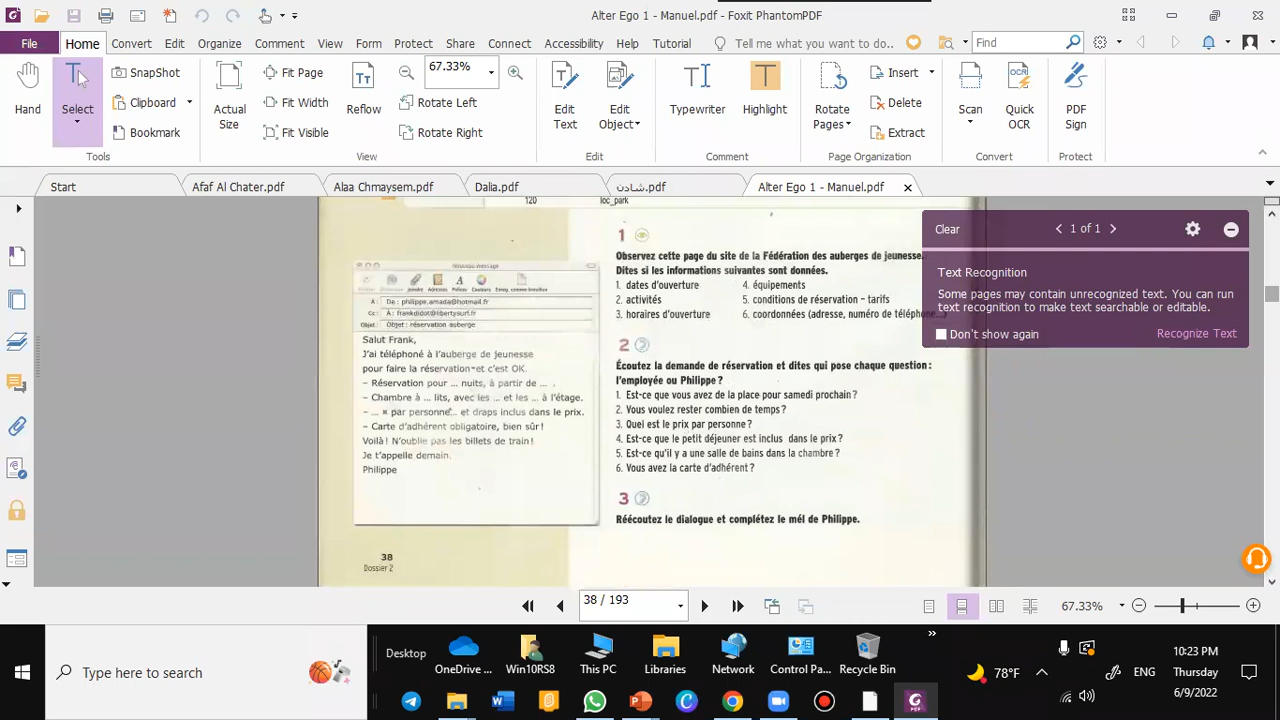 Alter Ego 1 - Manuel.pdf - Foxit PhantomPDF
File Home Convert Edit Organize Comment View Form Protect Share Connect Accessibility Help Tutorial Tell me what you want to do.. Find
Hand
Select
SnapShot
Clipboard
Bookmark
Tools
Actual Size
Fit Page
Fit Width
Fit Visible
Reflow
67.33%
Rotate Left
Rotate Right
View
Edit Text
Edit Object
Edit
Typewriter
Highlight
Comment
Rotate Pages
Insert
Delete
Extract
Page Organization
Scan
Quick OCR
Convert
PDF Sign
Protect
Start
Afaf Al Chater.pdf
Alaa Chmaysem.pdf
Dalia.pdf
شادن.pdf
Alter Ego 1 - Manuel.pdf
120 loc_park
Nouveau message
Joindre Adresses Polices Couleurs Enreg. comme brouillon
A : De : philippe.amada@hotmail.fr
Cc : À : frankdidot@libertysurf.fr
Objet : Objet : réservation auberge
Salut Frank,
J'ai téléphoné à l'auberge de jeunesse
pour faire la réservation et c'est OK.
– Réservation pour ... nuits, à partir de ... .
– Chambre à ... lits, avec les ... et les ... à l'étage.
– ... € par personne ... et draps inclus dans le prix.
– Carte d'adhérent obligatoire, bien sûr !
Voilà ! N'oublie pas les billets de train !
Je t'appelle demain.
Philippe
38
Dossier 2
1
Observez cette page du site de la Fédération des auberges de jeunesse.
Dites si les informations suivantes sont données.
1. dates d'ouverture
2. activités
3. horaires d'ouverture
4. équipements
5. conditions de réservation – tarifs
6. coordonnées (adresse, numéro de téléphone...)
2
Écoutez la demande de réservation et dites qui pose chaque question :
l'employée ou Philippe ?
1. Est-ce que vous avez de la place pour samedi prochain ?
2. Vous voulez rester combien de temps ?
3. Quel est le prix par personne ?
4. Est-ce que le petit déjeuner est inclus dans le prix ?
5. Est-ce qu'il y a une salle de bains dans la chambre ?
6. Vous avez la carte d'adhérent ?
3
Réécoutez le dialogue et complétez le mél de Philippe.
Clear 1 of 1
Text Recognition
Some pages may contain unrecognized text. You can run
text recognition to make text searchable or editable.
Don't show again Recognize Text
38 / 193
67.33%
Type here to search
Desktop
OneDrive ...
Win10RS8
This PC
Libraries
Network
Control Pa...
Recycle Bin
78°F
ENG
10:23 PM
Thursday
6/9/2022